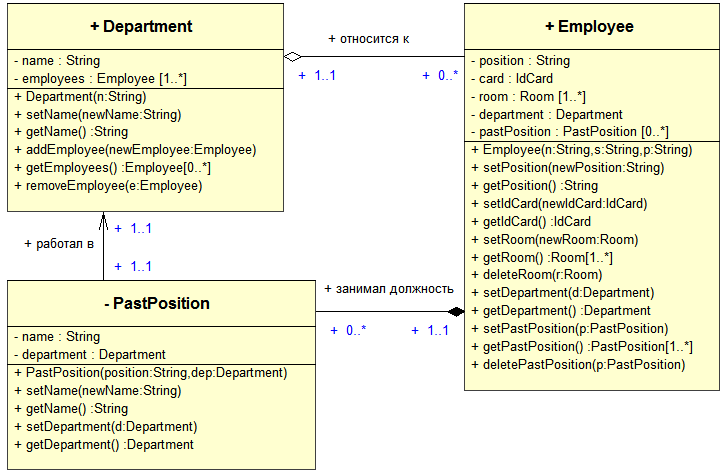 + Department
- name : String
- employees : Employee [1..*]
+ Department(n:String)
+ setName(newName:String)
+ getName() :String
+ addEmployee(newEmployee:Employee)
+ getEmployees() :Employee[0..*]
+ removeEmployee(e:Employee)
+ относится к
+ 1..1
+ 0..*
+ Employee
- position : String
- card : IdCard
- room : Room [1..*]
- department : Department
- pastPosition : PastPosition [0..*]
+ Employee(n:String,s:String,p:String)
+ setPosition(newPosition:String)
+ getPosition() :String
+ setIdCard(newIdCard:IdCard)
+ getIdCard() :IdCard
+ setRoom(newRoom:Room)
+ getRoom() :Room[1..*]
+ deleteRoom(r:Room)
+ setDepartment(d:Department)
+ getDepartment() :Department
+ setPastPosition(p:PastPosition)
+ getPastPosition() :PastPosition[1..*]
+ deletePastPosition(p:PastPosition)
+ 1..1
+ работал в
+ 1..1
+ занимал должность
+ 0..*
+ 1..1
- PastPosition
- name : String
- department : Department
+ PastPosition(position:String,dep:Department)
+ setName(newName:String)
+ getName() :String
+ setDepartment(d:Department)
+ getDepartment() :Department